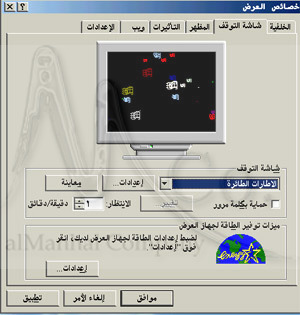 خصائص العرض
الخلفية شاشة التوقف المظهر التأثيرات ويب الإعدادات
شاشة التوقف
الاطارات الطائرة إعدادات... معاينة
حماية بكلمة مرور تغيير الانتظار: 1 دقيقة/دقائق
ميزات توفير الطاقة لجهاز العرض
لضبط إعدادات الطاقة لجهاز العرض لديك، انقر
فوق "إعدادات"
إعدادات...
موافق إلغاء الأمر تطبيق